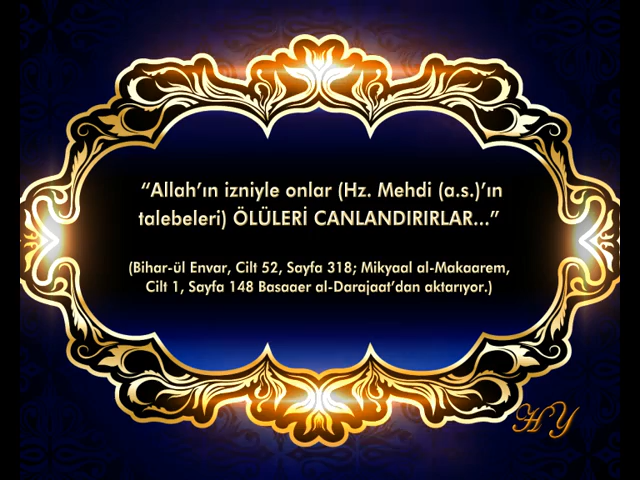 “Allah’ın izniyle onlar (Hz. Mehdi (a.s.)’ın
talebeleri) ÖLÜLERİ CANLANDIRIRLAR...”
(Bihar-ül Envar, Cilt 52, Sayfa 318; Mikyaal al-Makaarem,
Cilt 1, Sayfa 148 Basaaer al-Darajaat’dan aktarıyor.)
HY